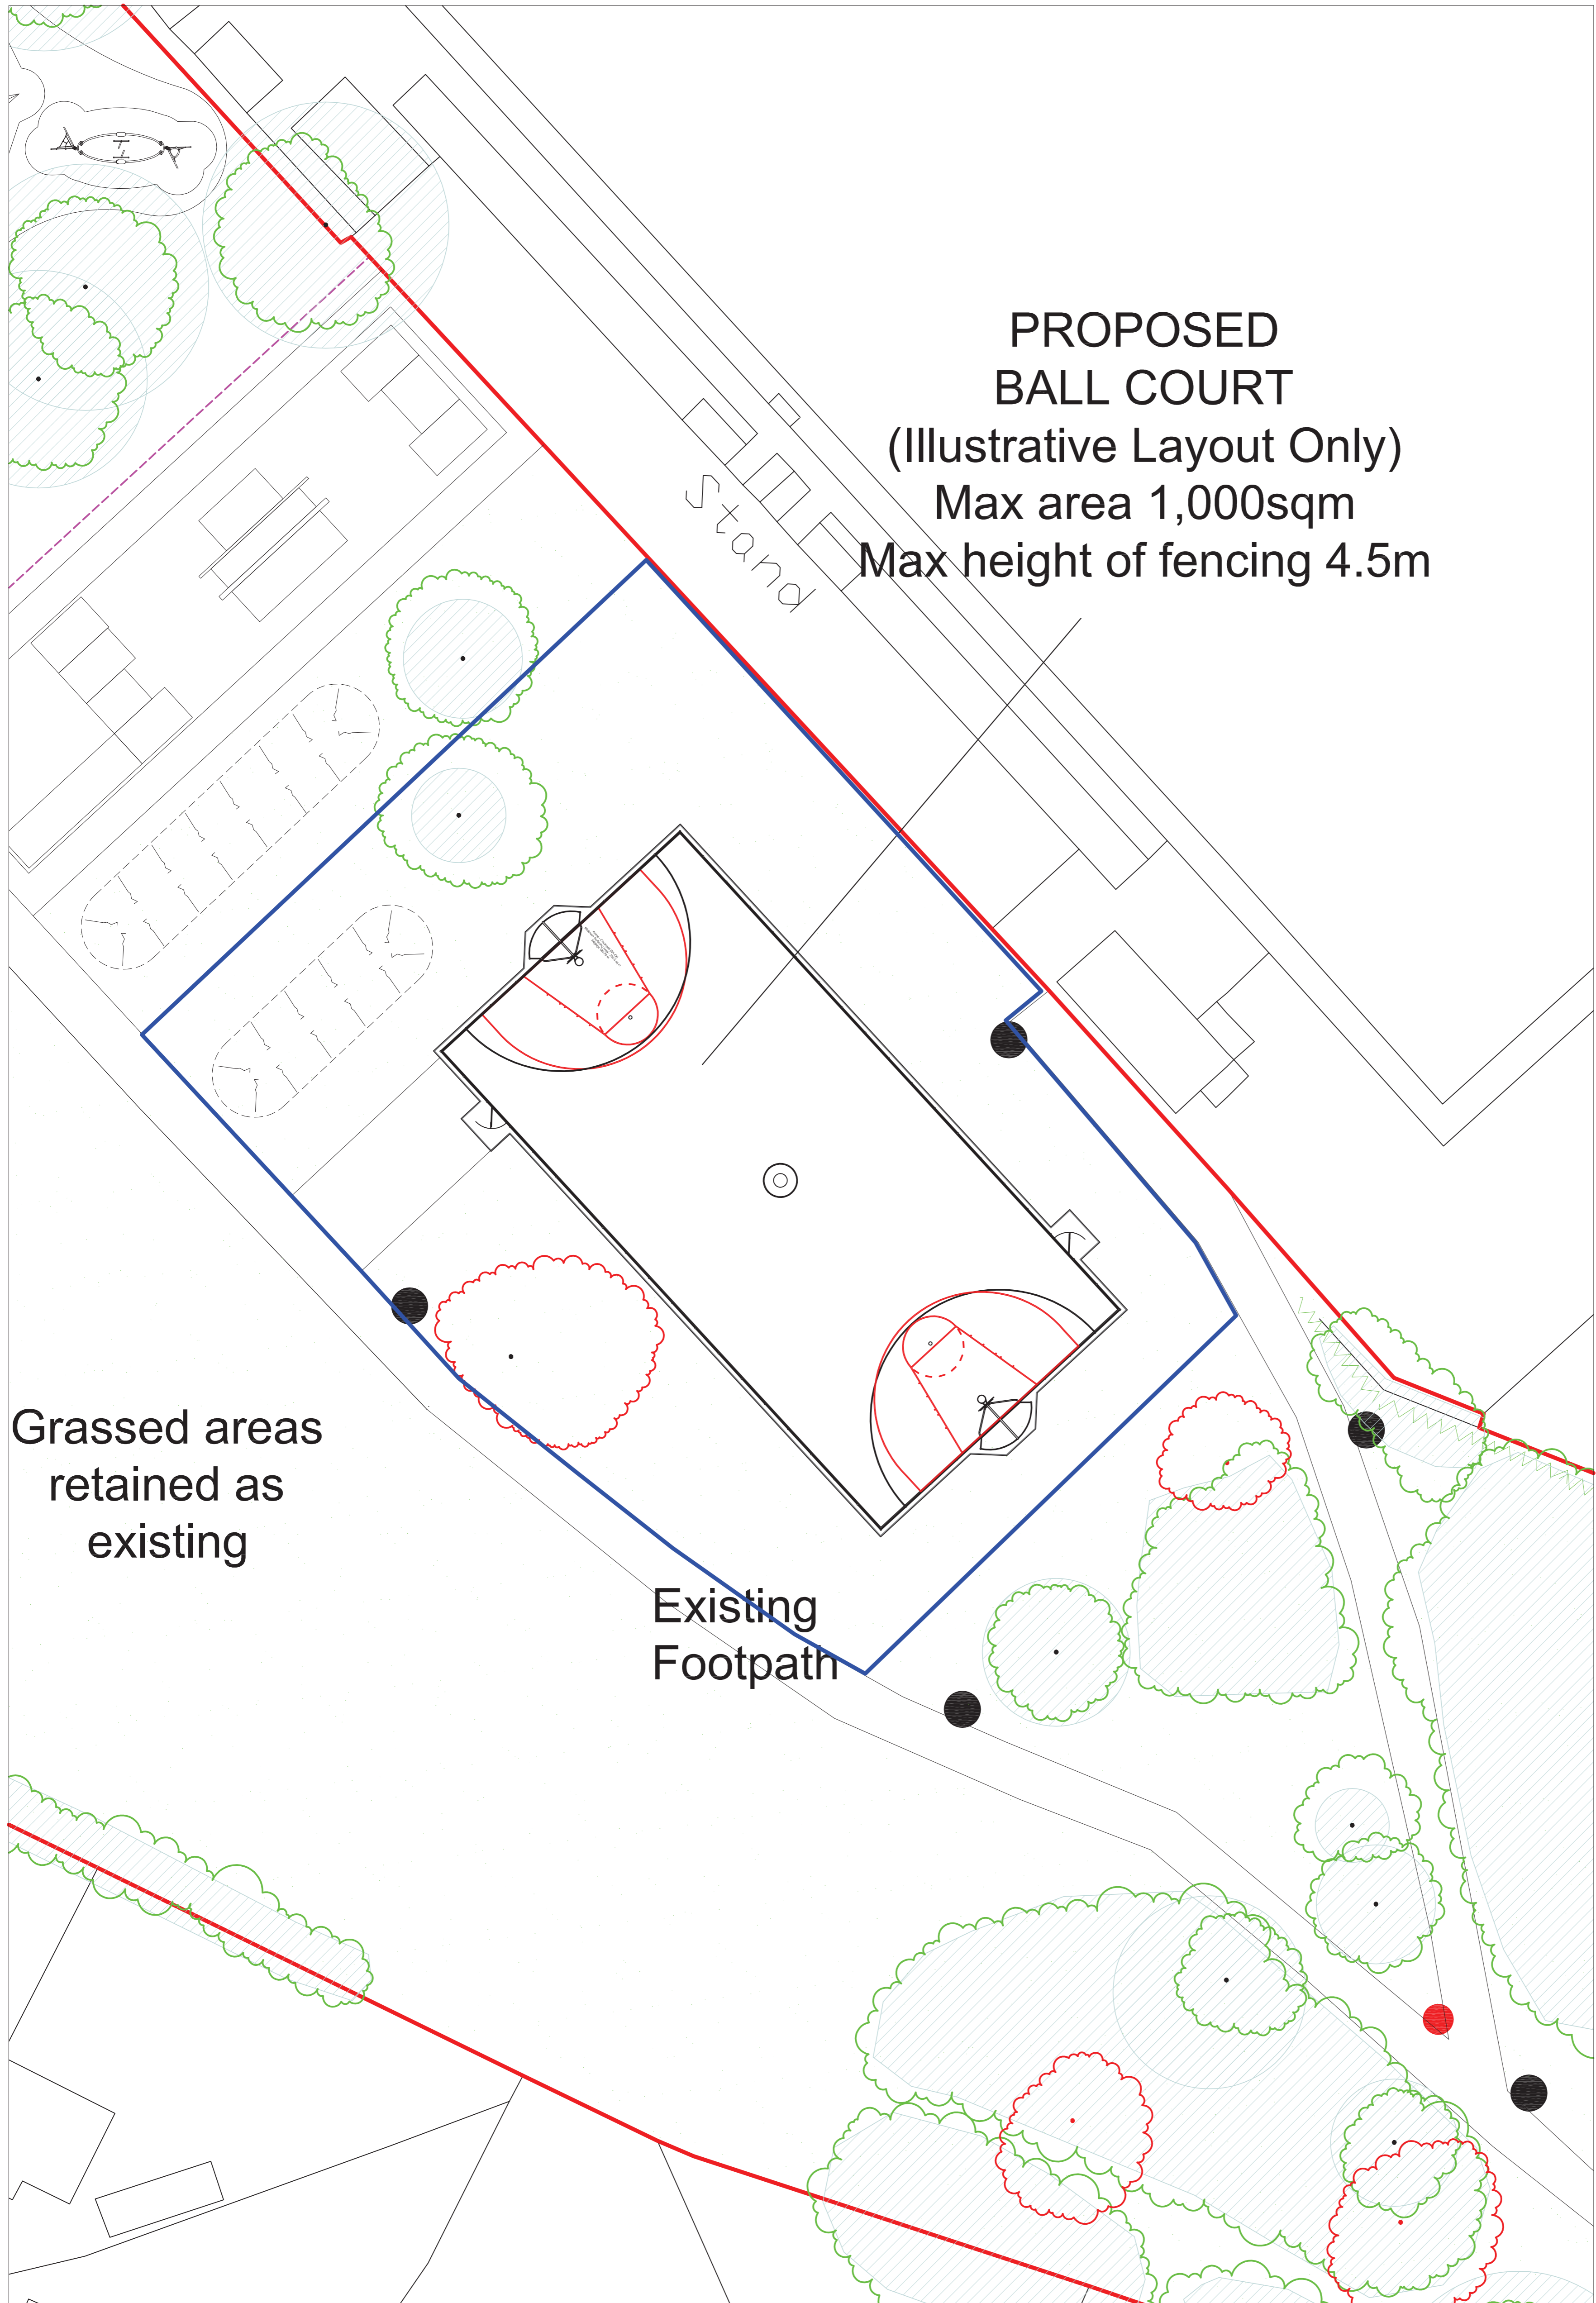 PROPOSED
BALL COURT
(Illustrative Layout Only)
Max area 1,000sqm
Max height of fencing 4.5m
Stand
Grassed areas
retained as
existing
Existing
Footpath